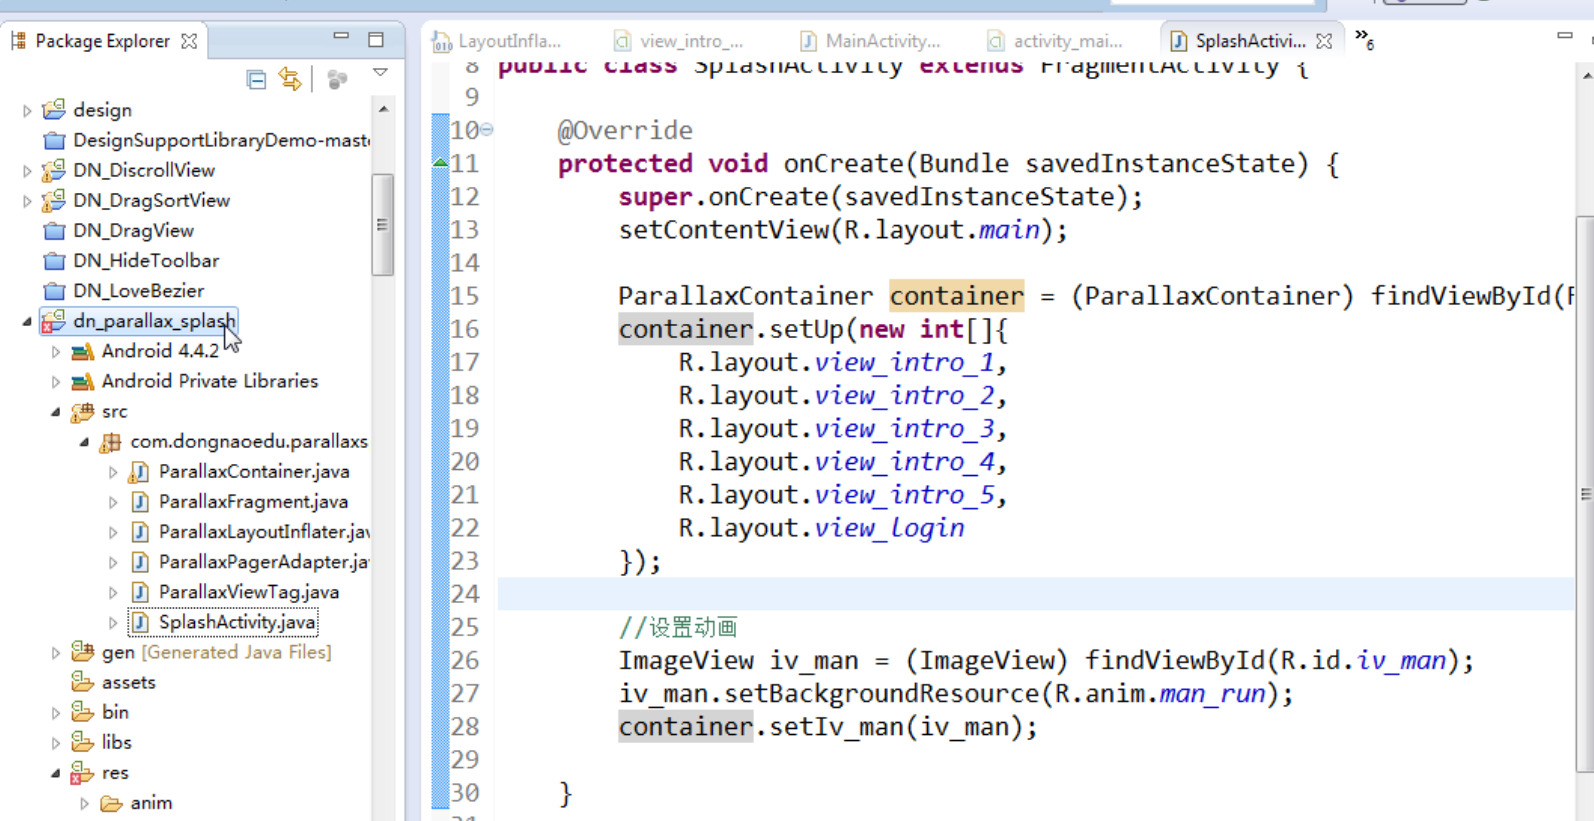 Package Explorer
design
DesignSupportLibraryDemo-mast
DN_DiscrollView
DN_DragSortView
DN_DragView
DN_HideToolbar
DN_LoveBezier
dn_parallax_splash
Android 4.4.2
Android Private Libraries
src
com.dongnaoedu.parallaxs
ParallaxContainer.java
ParallaxFragment.java
ParallaxLayoutInflater.jav
ParallaxPagerAdapter.ja
ParallaxViewTag.java
SplashActivity.java
gen [Generated Java Files]
assets
bin
libs
res
anim
LayoutInfla... view_intro_... MainActivity... activity_mai... SplashActivi... »6
8 public class SplashActivity extends FragmentActivity {
9
10 @Override
11 protected void onCreate(Bundle savedInstanceState) {
12 super.onCreate(savedInstanceState);
13 setContentView(R.layout.main);
14
15 ParallaxContainer container = (ParallaxContainer) findViewById(
16 container.setUp(new int[]{
17 R.layout.view_intro_1,
18 R.layout.view_intro_2,
19 R.layout.view_intro_3,
20 R.layout.view_intro_4,
21 R.layout.view_intro_5,
22 R.layout.view_login
23 });
24
25 //设置动画
26 ImageView iv_man = (ImageView) findViewById(R.id.iv_man);
27 iv_man.setBackgroundResource(R.anim.man_run);
28 container.setIv_man(iv_man);
29
30 }